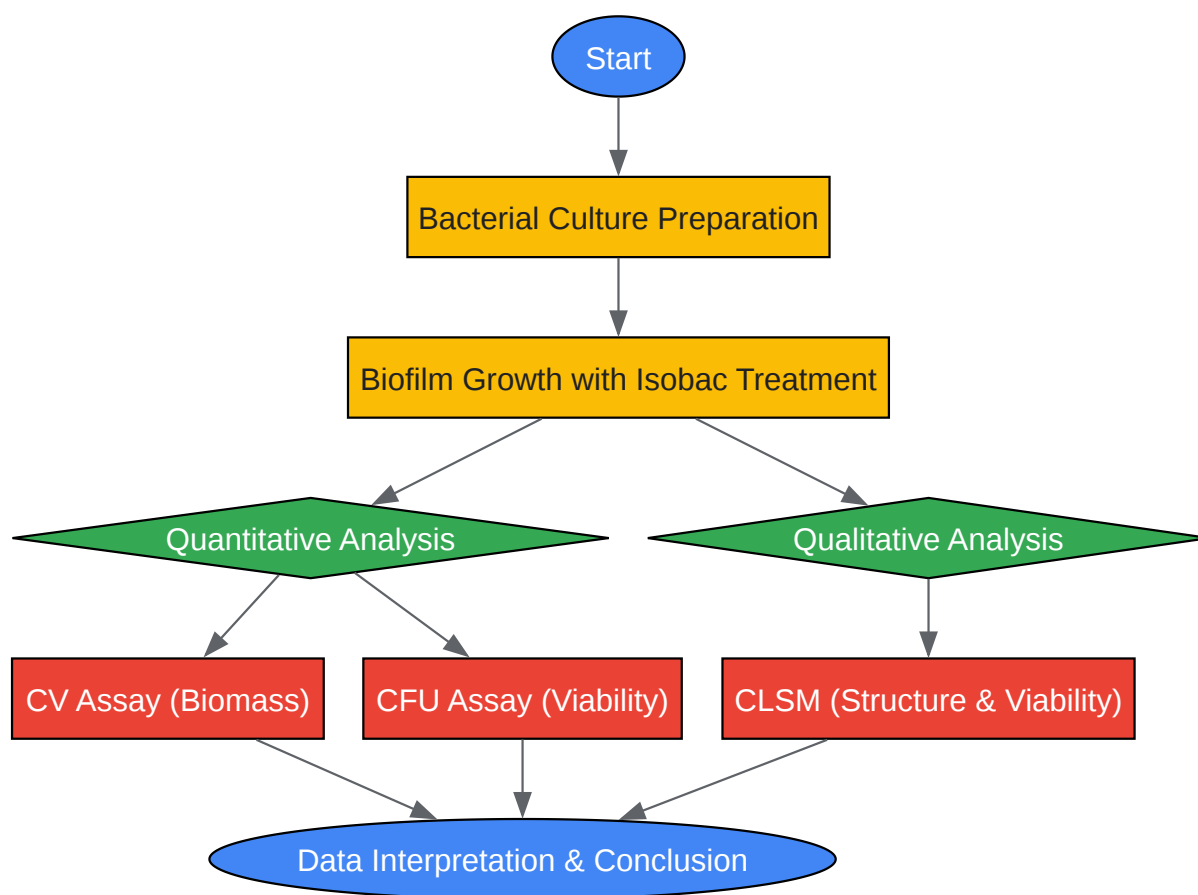 Start
Bacterial Culture Preparation
Biofilm Growth with Isobac Treatment
Quantitative Analysis
Qualitative Analysis
CV Assay (Biomass)
CFU Assay (Viability)
CLSM (Structure & Viability)
Data Interpretation & Conclusion